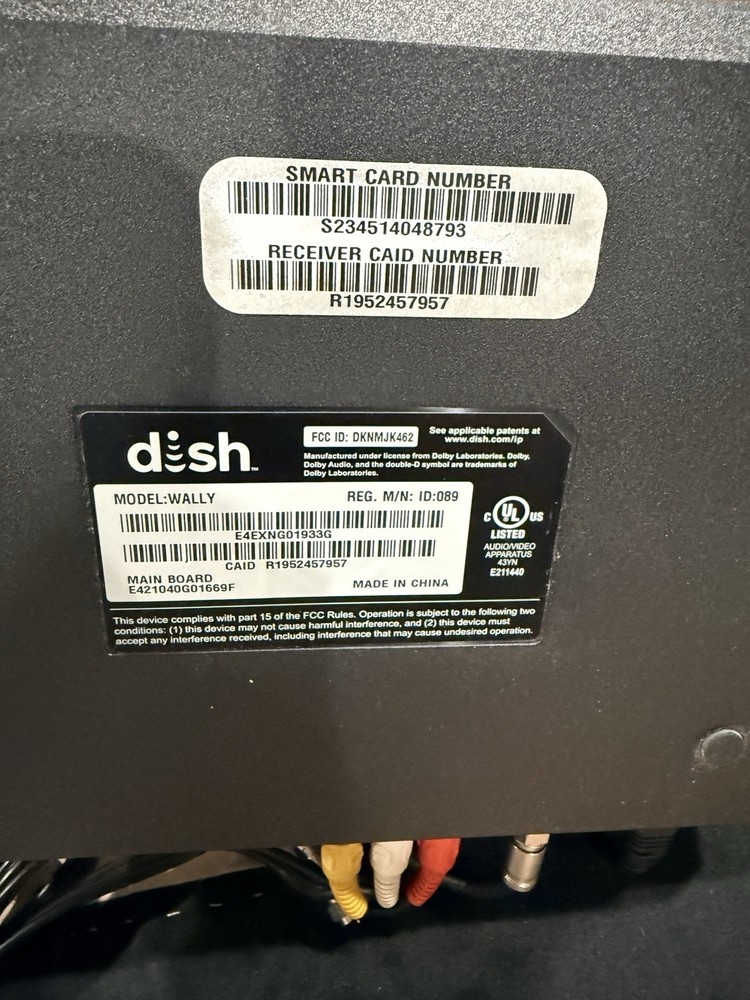 SMART CARD NUMBER
S234514048793
RECEIVER CAID NUMBER
R1952457957
dish™
FCC ID: DKNMJK462
See applicable patents at
www.dish.com/ip
Manufactured under license from Dolby Laboratories. Dolby,
Dolby Audio, and the double-D symbol are trademarks of
Dolby Laboratories.
MODEL:WALLY REG. M/N: ID:089
E4EXNG01933G
CAID R1952457957
MAIN BOARD
E421040G01669F MADE IN CHINA
C UL US
LISTED
AUDIO/VIDEO
APPARATUS
43YN
E211440
This device complies with part 15 of the FCC Rules. Operation is subject to the following two
conditions: (1) this device may not cause harmful interference, and (2) this device must
accept any interference received, including interference that may cause undesired operation.